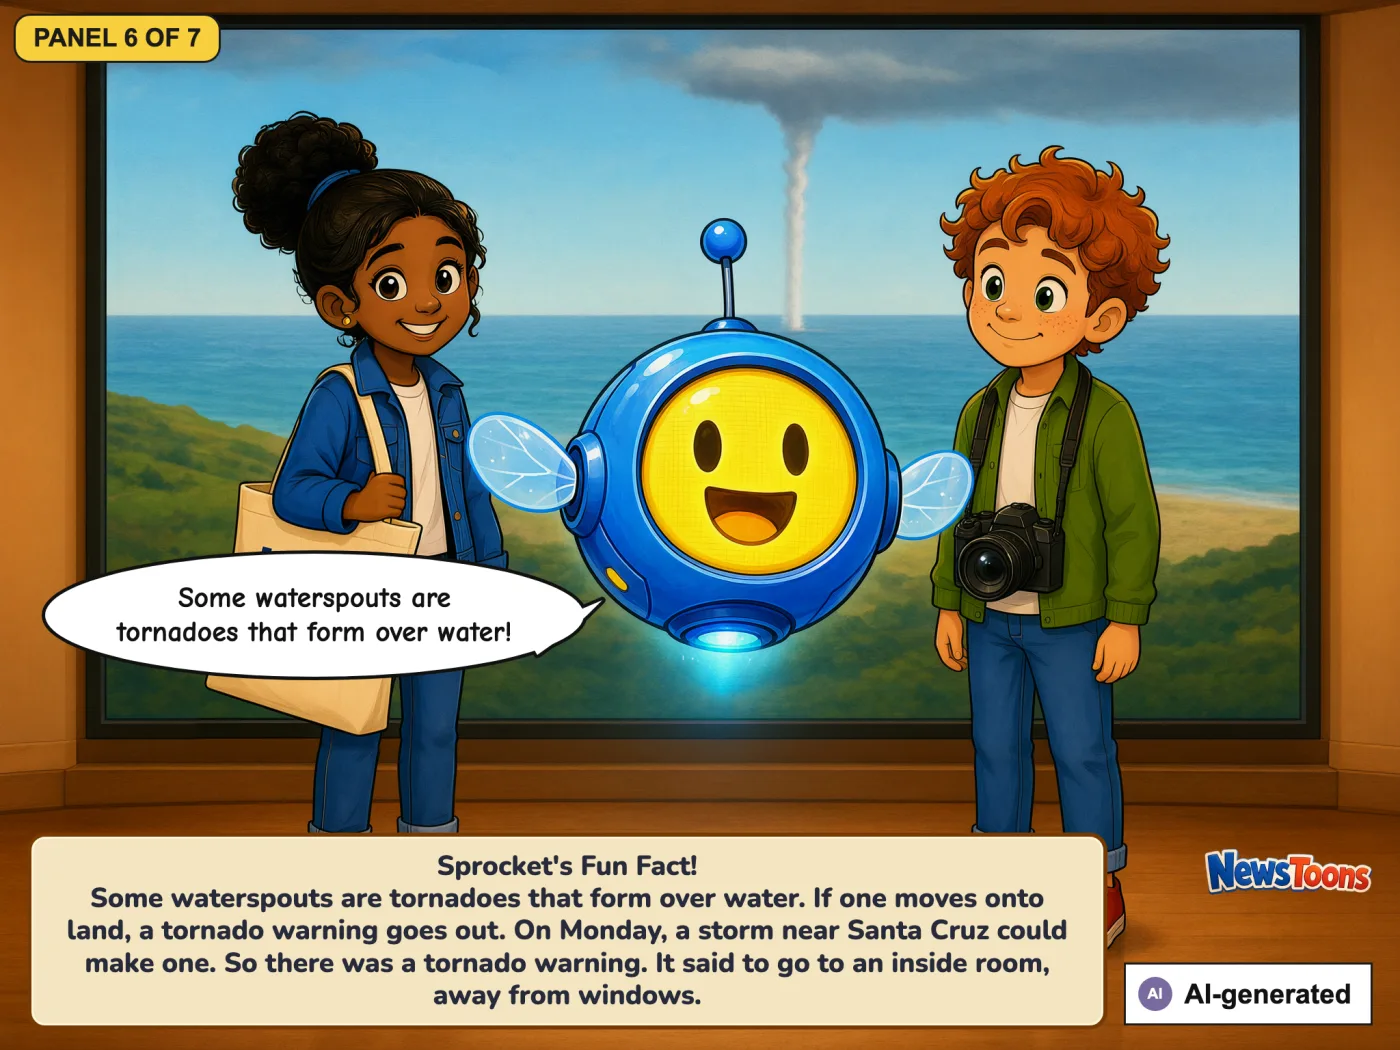 PANEL 6 OF 7
Some waterspouts are
tornadoes that form over water!
Sprocket's Fun Fact!
Some waterspouts are tornadoes that form over water. If one moves onto
land, a tornado warning goes out. On Monday, a storm near Santa Cruz could
make one. So there was a tornado warning. It said to go to an inside room,
away from windows.
NewsToons
AI AI-generated